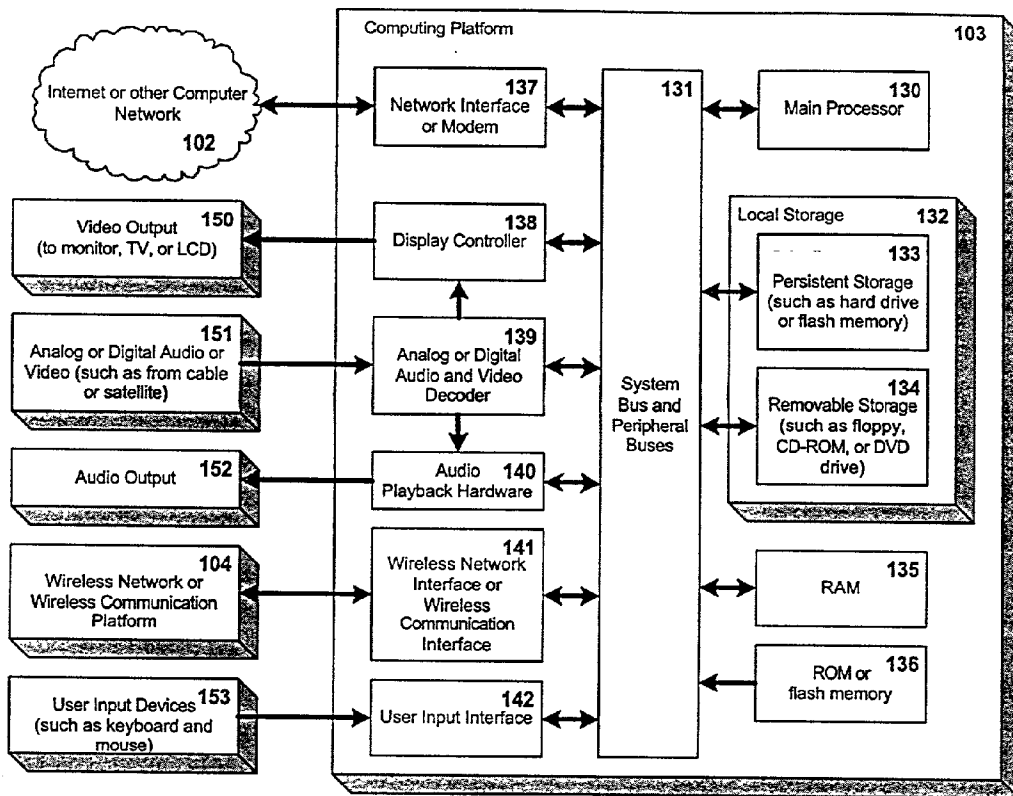 Computing Platform
103
Internet or other Computer
Network
102
137
Network Interface
or Modem
131
System
Bus and
Peripheral
Buses
130
Main Processor
150
Video Output
(to monitor, TV, or LCD)
138
Display Controller
Local Storage
132
133
Persistent Storage
(such as hard drive
or flash memory)
151
Analog or Digital Audio or
Video (such as from cable
or satellite)
139
Analog or Digital
Audio and Video
Decoder
134
Removable Storage
(such as floppy,
CD-ROM, or DVD
drive)
152
Audio Output
Audio
140
Playback Hardware
104
Wireless Network or
Wireless Communication
Platform
141
Wireless Network
Interface or
Wireless
Communication
Interface
135
RAM
136
ROM or
flash memory
153
User Input Devices
(such as keyboard and
mouse)
142
User Input Interface